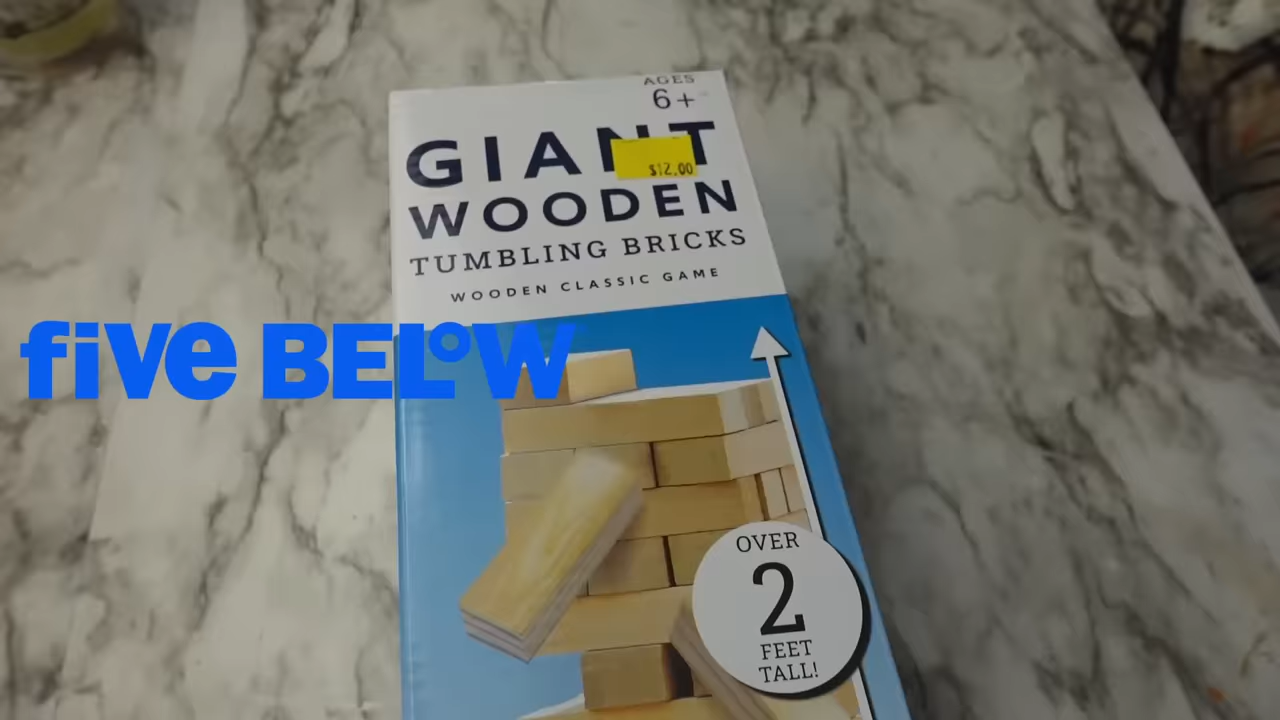 AGES
6+
GIANT
$12.00
WOODEN
TUMBLING BRICKS
WOODEN CLASSIC GAME
five BELOW
OVER
2
FEET
TALL!